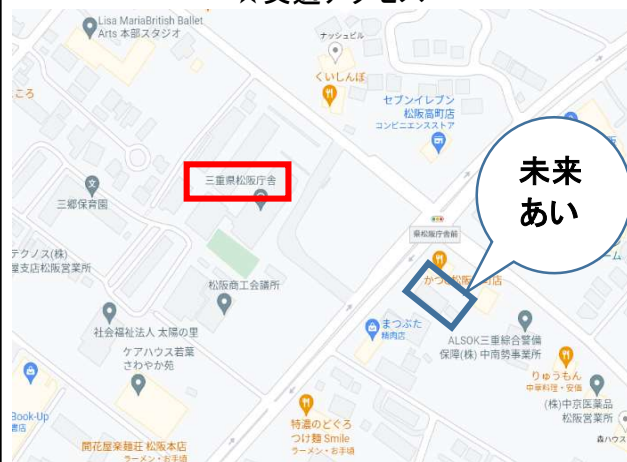 ☆交通アクセス
Lisa MariaBritish Ballet
Arts 本部スタジオ
ナッシュビル
くいしんぼ
セブンイレブン
松阪高町店
コンビニエンスストア
三重県松阪庁舎
未来
あい
三郷保育園
県松阪庁舎前
テクノス(株)
屋支店松阪営業所
松阪商工会議所
社会福祉法人 太陽の里
ケアハウス若葉
さわやか苑
まつぶた
精肉店
ALSOK三重綜合警備
保障(株) 中南勢事業所
りゅうもん
中華料理・安価
(株)中京医薬品
松阪営業所
森ハウス
Book-Up
書店
特濃のどぐろ
つけ麺 Smile
ラーメン・お手頃
開花屋楽麺荘 松阪本店
ラーメン・お手頃